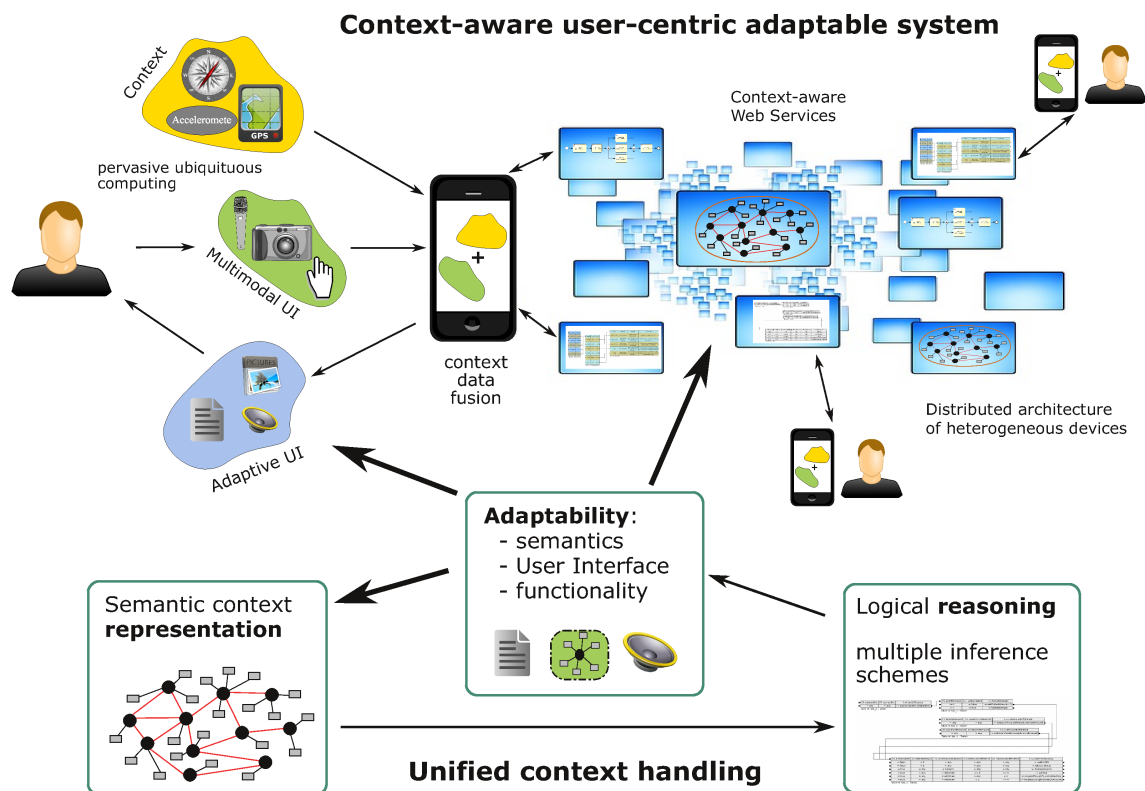 Context-aware user-centric adaptable system
Context
Acceleromete
GPS
pervasive ubiquituous
computing
Multimodal UI
PICTURES
Adaptive UI
+
context
data
fusion
Context-aware
Web Services
+
Distributed architecture
of heterogeneous devices
+
Adaptability:
- semantics
- User Interface
- functionality
Semantic context
representation
Logical reasoning
multiple inference
schemes
Unified context handling